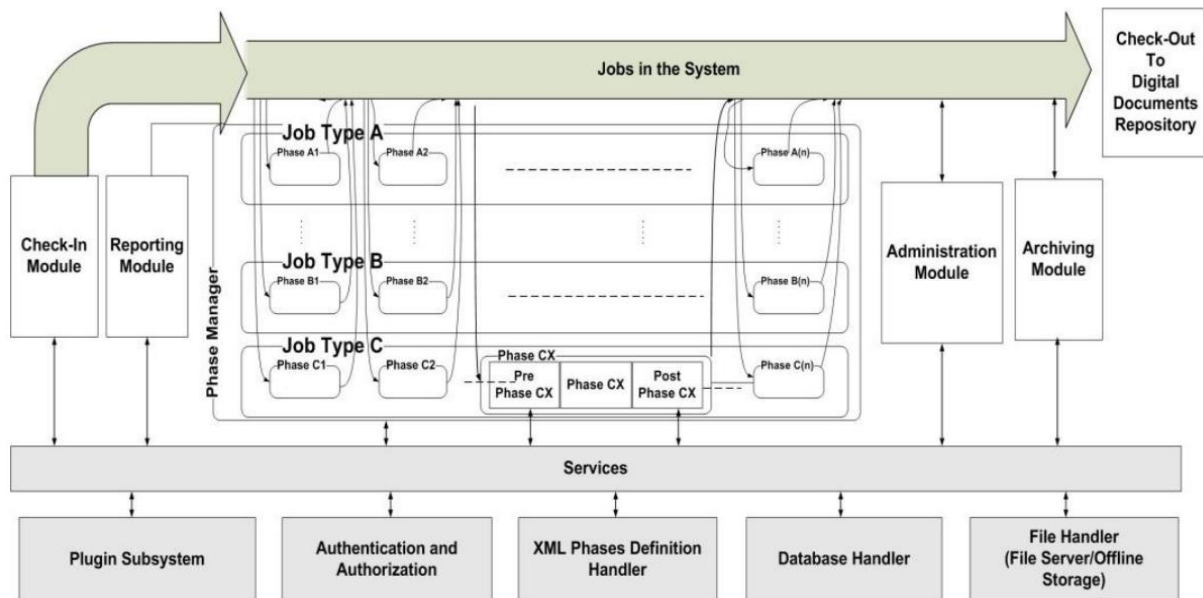 Jobs in the System
Check-Out
To
Digital
Documents
Repository
Check-In
Module
Reporting
Module
Phase Manager
Job Type A
Phase A1
Phase A2
Phase A(n)
Job Type B
Phase B1
Phase B2
Phase B(n)
Job Type C
Phase C1
Phase C2
Phase CX
Pre
Phase CX
Phase CX
Post
Phase CX
Phase C(n)
Administration
Module
Archiving
Module
Services
Plugin Subsystem
Authentication and
Authorization
XML Phases Definition
Handler
Database Handler
File Handler
(File Server/Offline
Storage)